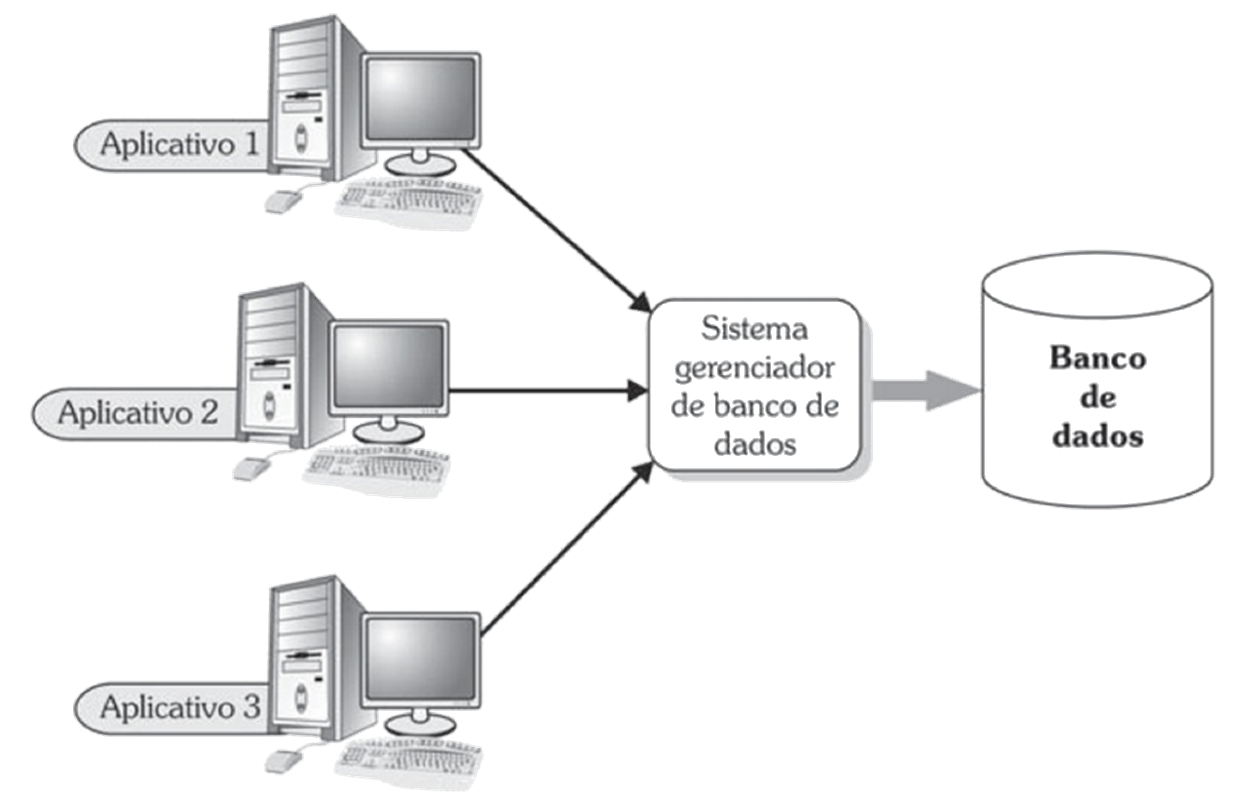 Aplicativo 1
Aplicativo 2
Aplicativo 3
Sistema
gerenciador
de banco de
dados
Banco
de
dados